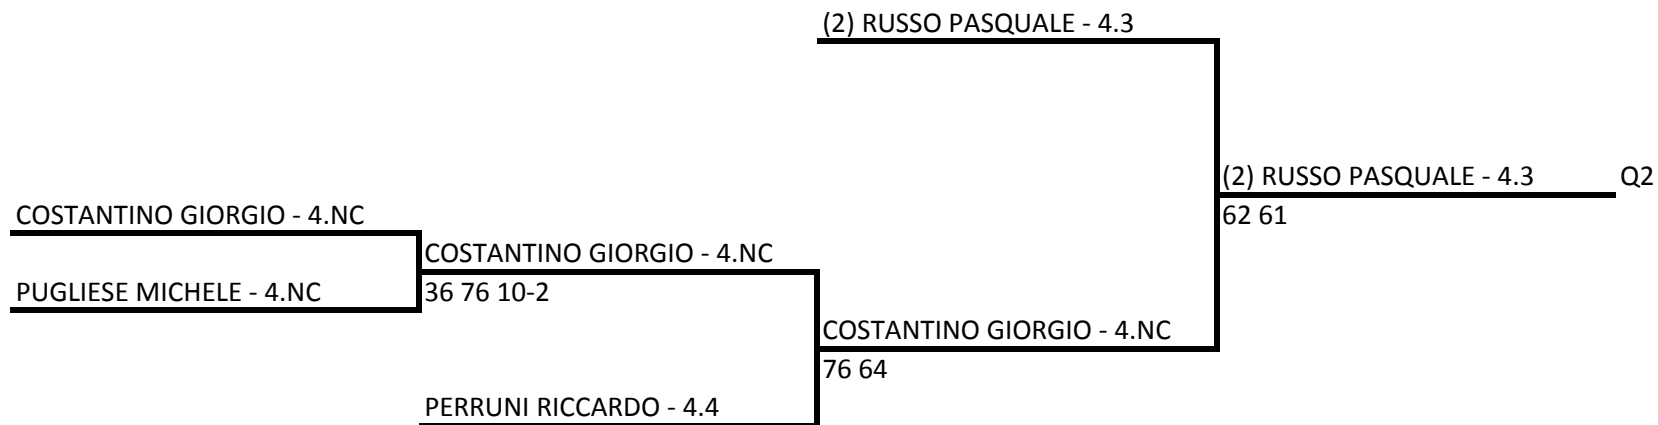 (2) RUSSO PASQUALE - 4.3
(2) RUSSO PASQUALE - 4.3 Q2
COSTANTINO GIORGIO - 4.NC
62 61
COSTANTINO GIORGIO - 4.NC
PUGLIESE MICHELE - 4.NC
36 76 10-2
COSTANTINO GIORGIO - 4.NC
76 64
PERRUNI RICCARDO - 4.4